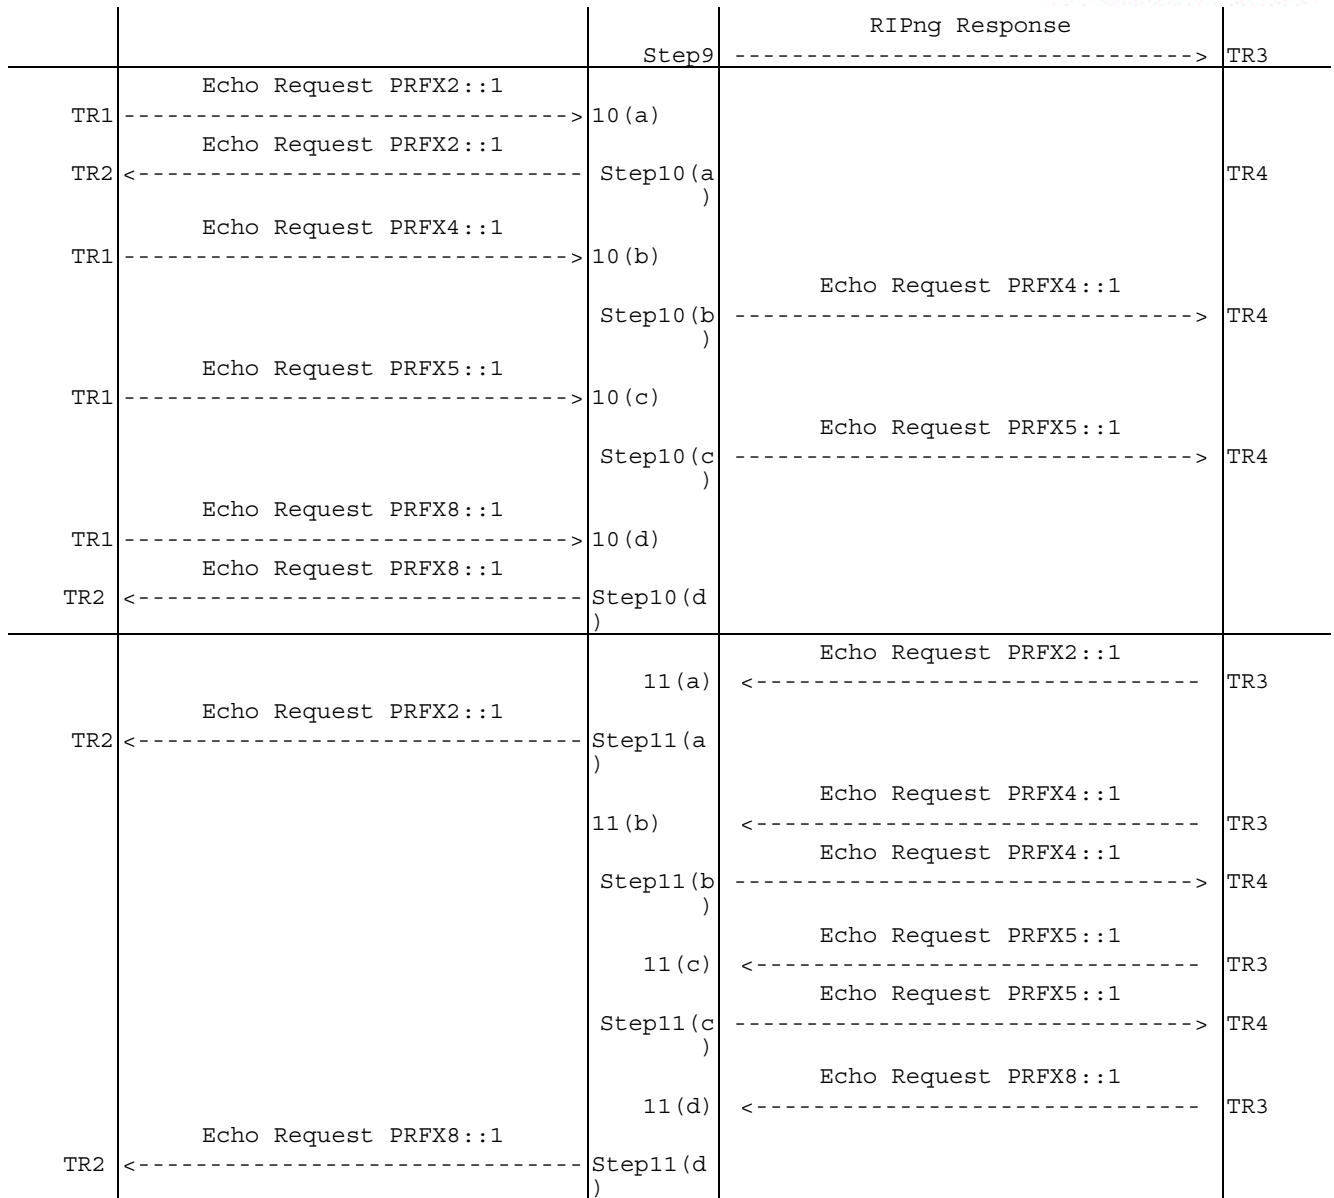 RIPng Response
Step9 --------------------------------> TR3
Echo Request PRFX2::1
TR1 -------------------------------> 10(a)
Echo Request PRFX2::1
TR2 <------------------------------- Step10(a TR4
)
Echo Request PRFX4::1
TR1 -------------------------------> 10(b)
Echo Request PRFX4::1
Step10(b --------------------------------> TR4
)
Echo Request PRFX5::1
TR1 -------------------------------> 10(c)
Echo Request PRFX5::1
Step10(c --------------------------------> TR4
)
Echo Request PRFX8::1
TR1 -------------------------------> 10(d)
Echo Request PRFX8::1
TR2 <------------------------------- Step10(d
)
Echo Request PRFX2::1
11(a) <------------------------------- TR3
Echo Request PRFX2::1
TR2 <------------------------------- Step11(a
)
Echo Request PRFX4::1
11(b) <------------------------------- TR3
Echo Request PRFX4::1
Step11(b --------------------------------> TR4
)
Echo Request PRFX5::1
11(c) <------------------------------- TR3
Echo Request PRFX5::1
Step11(c --------------------------------> TR4
)
Echo Request PRFX8::1
11(d) <------------------------------- TR3
Echo Request PRFX8::1
TR2 <------------------------------- Step11(d
)